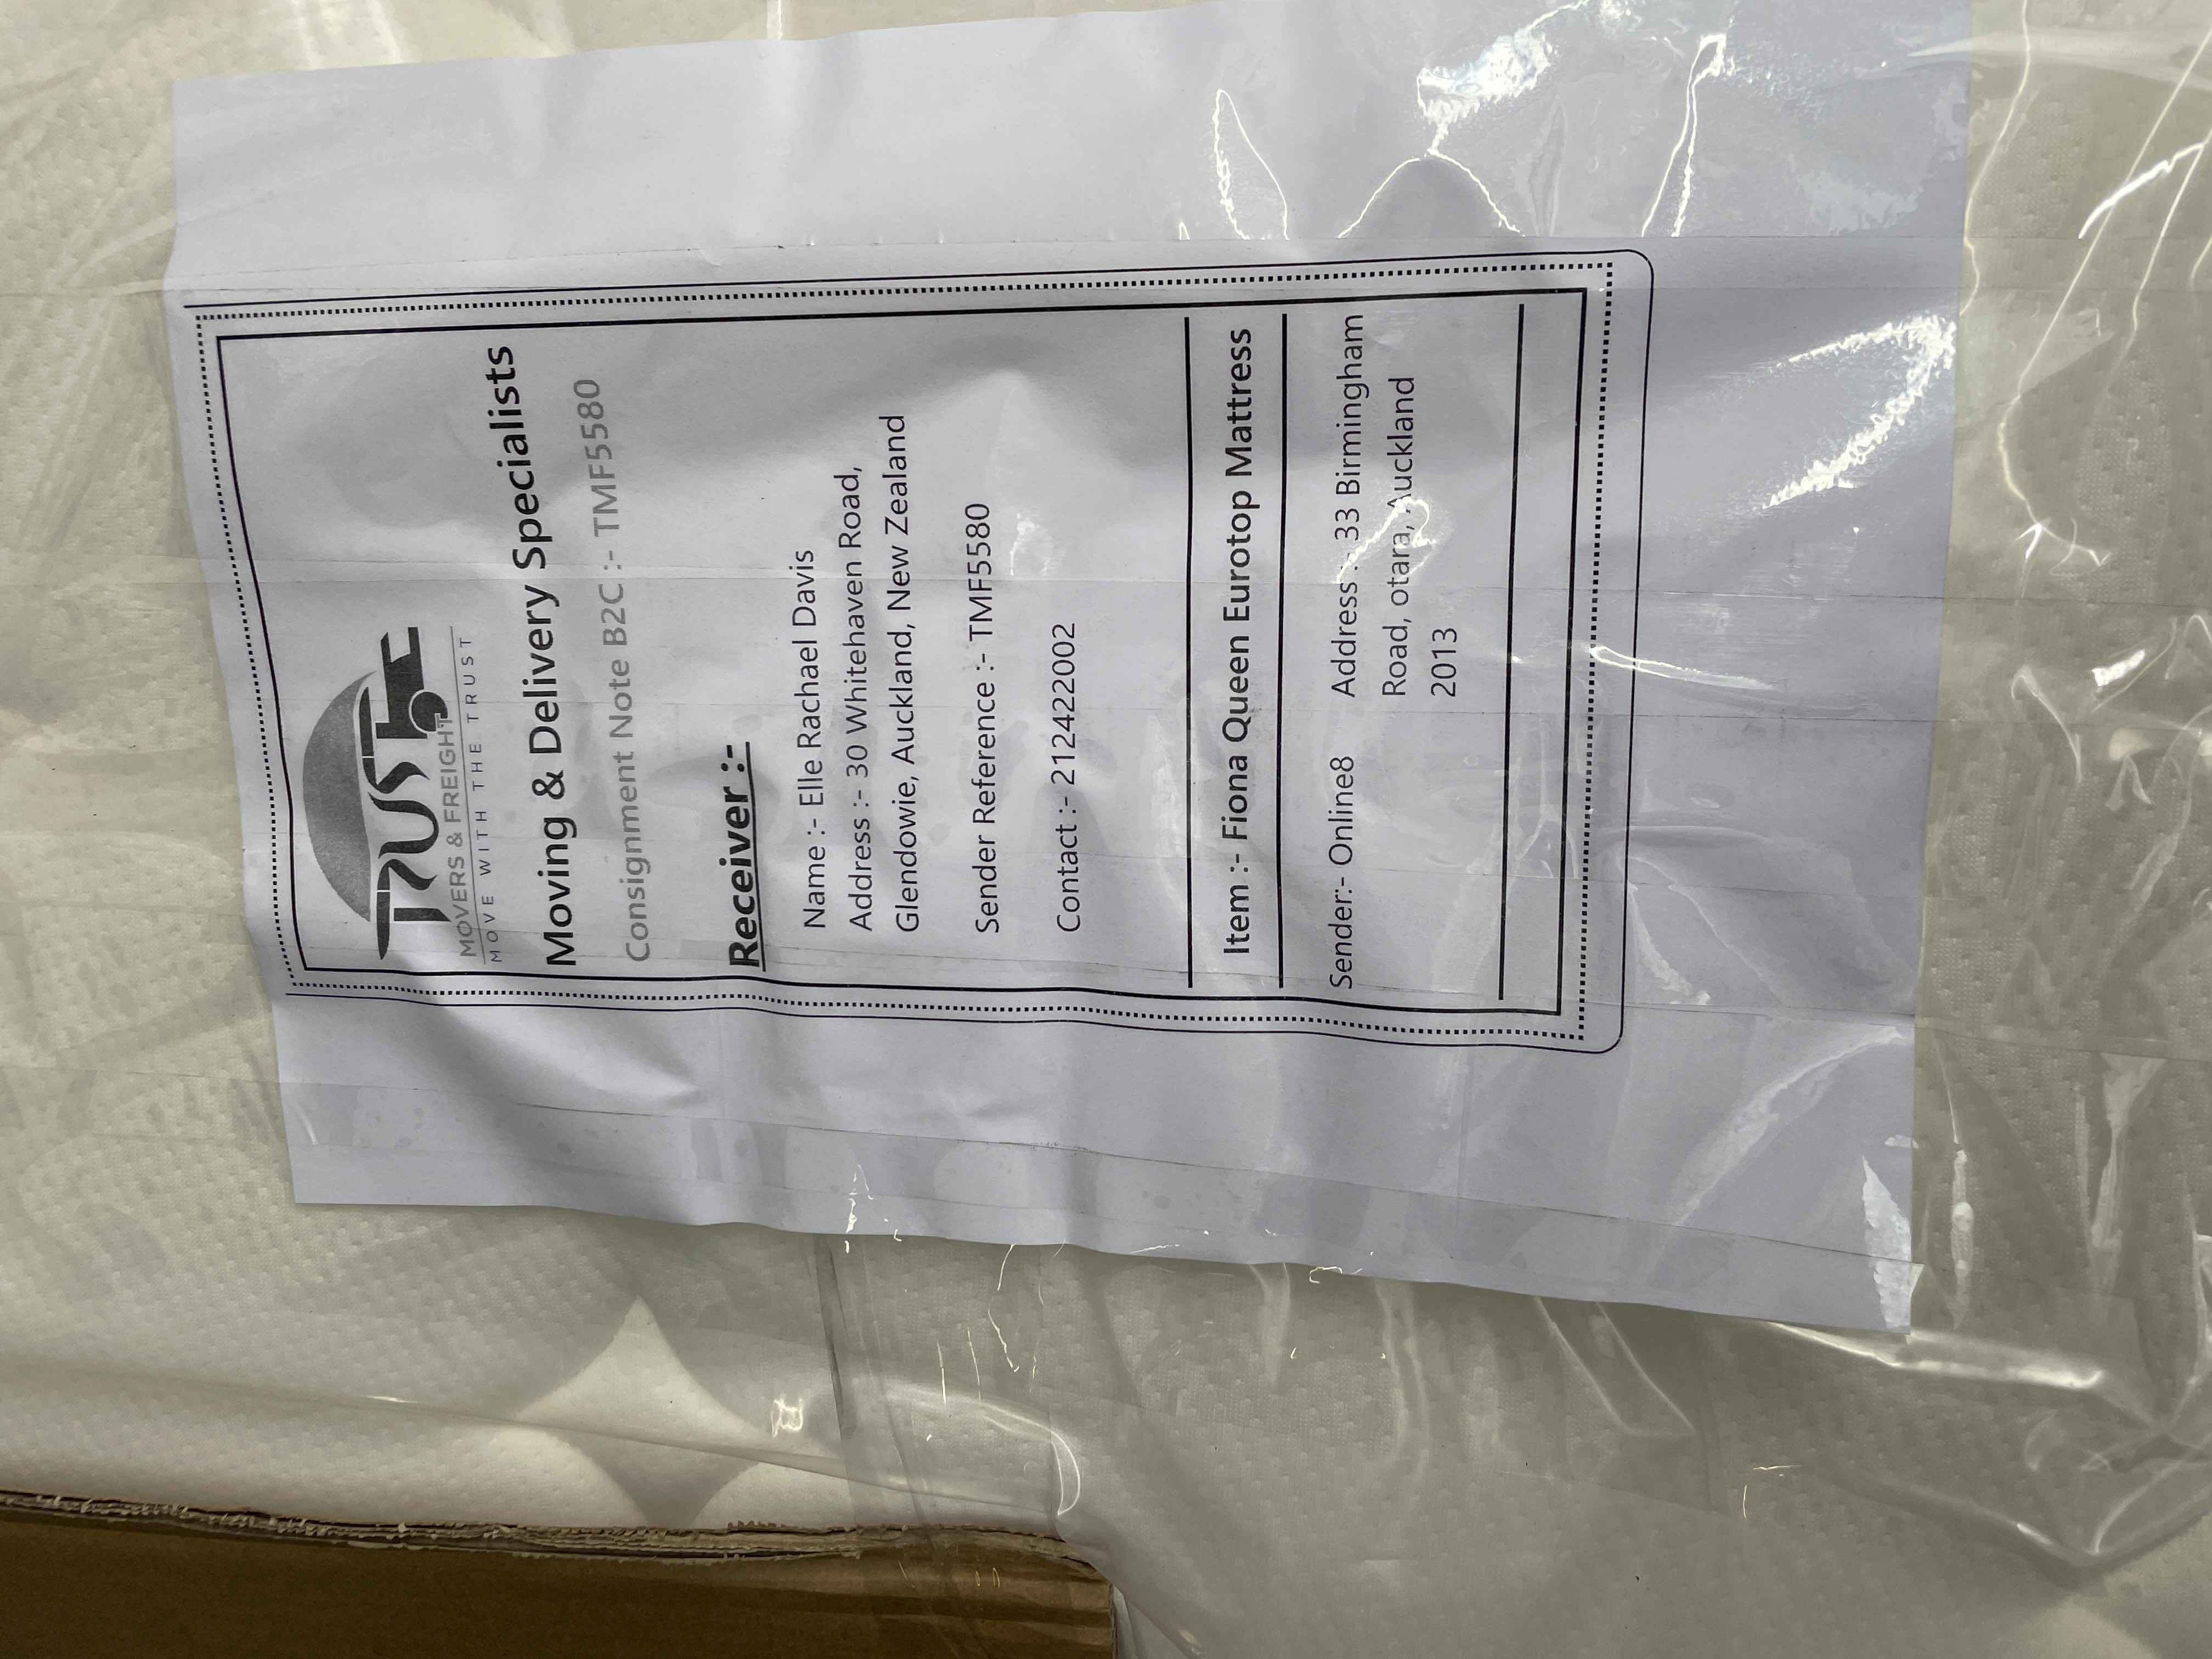 TRUST
MOVERS & FREIGHT
MOVE WITH THE TRUST
Moving & Delivery Specialists
Consignment Note B2C :- TMF5580
Receiver :-
Name :- Elle Rachael Davis
Address :- 30 Whitehaven Road,
Glendowie, Auckland, New Zealand
Sender Reference :- TMF5580
Contact :- 212422002
Item :- Fiona Queen Eurotop Mattress
Sender:- Online8
Address :- 33 Birmingham
Road, otara, Auckland
2013